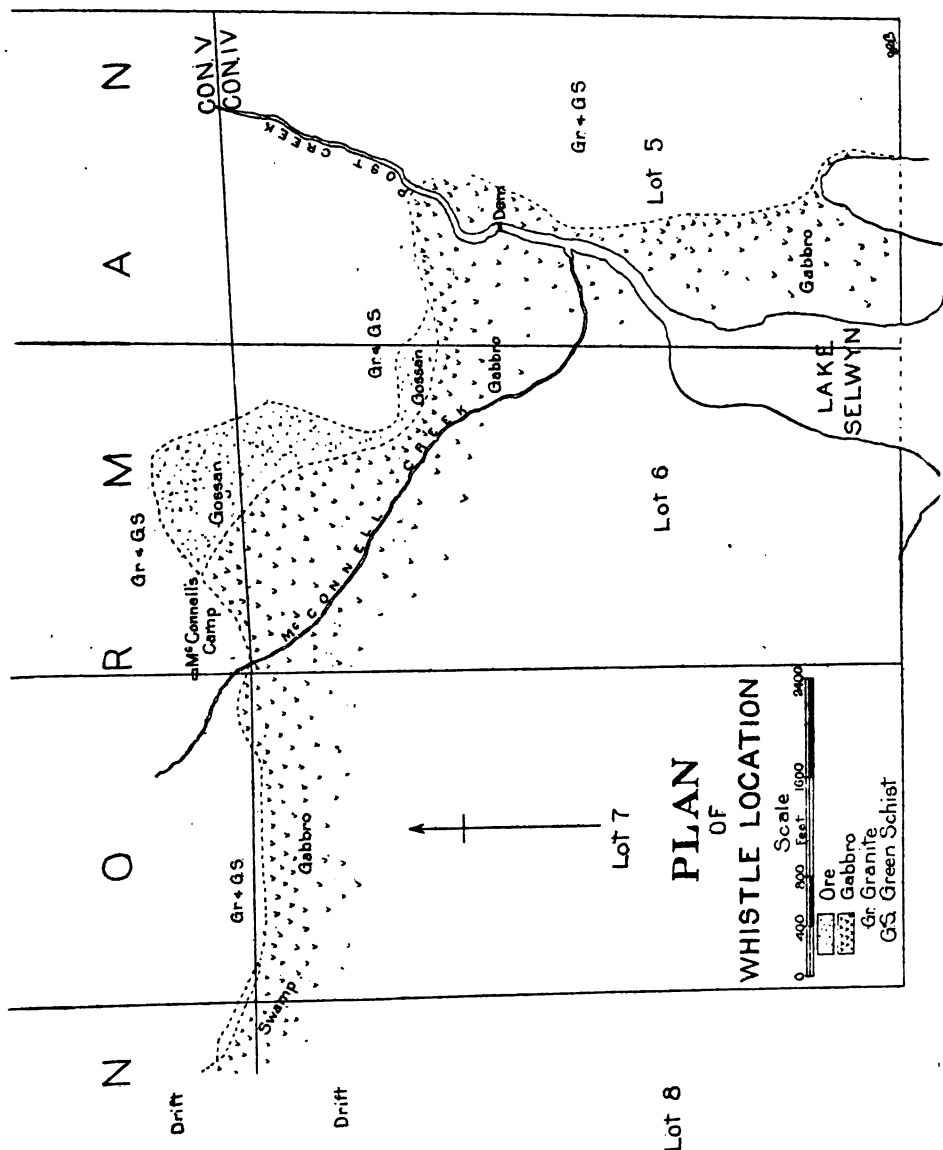 NORMAN
CON. V
CON. IV
POST CREEK
Gr. & GS
Lot 5
Dam
Gabbro
Gr & GS
Gossan
Gabbro
LAKE
SELWYN
Gr & GS
Gossan
McConnell's
Camp
McCONNELL CREEK
Lot 6
Gr & GS
Gabbro
Lot 7
Swamp
Drift
Drift
Lot 8
PLAN
OF
WHISTLE LOCATION
Scale
0 400 800 Feet 1600 2400
Ore
Gabbro
Gr. Granite
G.S. Green Schist